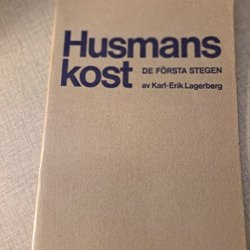 Husmans
kost DE FÖRSTA STEGEN
av Karl-Erik Lagerberg